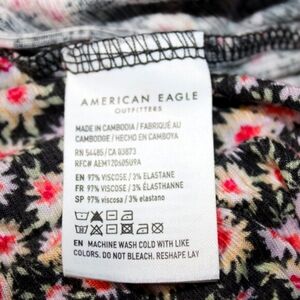 AMERICAN EAGLE
OUTFITTERS
MADE IN CAMBODIA / FABRIQUÉ AU
CAMBODGE / HECHO EN CAMBOYA
RN 54485 / CA 03873
RFC# AEM120605U9A
EN 97% VISCOSE / 3% ELASTANE
FR 97% VISCOSE / 3% ÉLASTHANNE
SP 97% viscosa / 3% elastano
EN MACHINE WASH COLD WITH LIKE
COLORS. DO NOT BLEACH. RESHAPE LAY